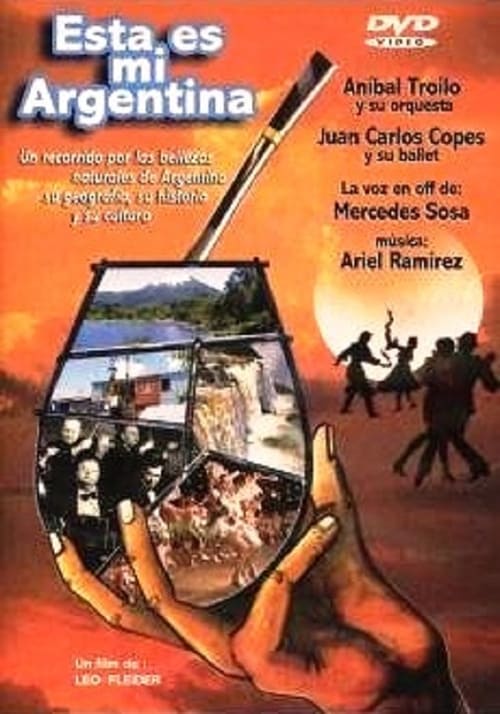 Esta es
mi
Argentina
Un recorrido por las bellezas
naturales de Argentina
su geografía, su historia
y su cultura
DVD
VIDEO
Aníbal Troilo
y su orquesta
Juan Carlos Copes
y su ballet
La voz en off de:
Mercedes Sosa
música:
Ariel Ramírez
Un film de:
LEO FLEIDER